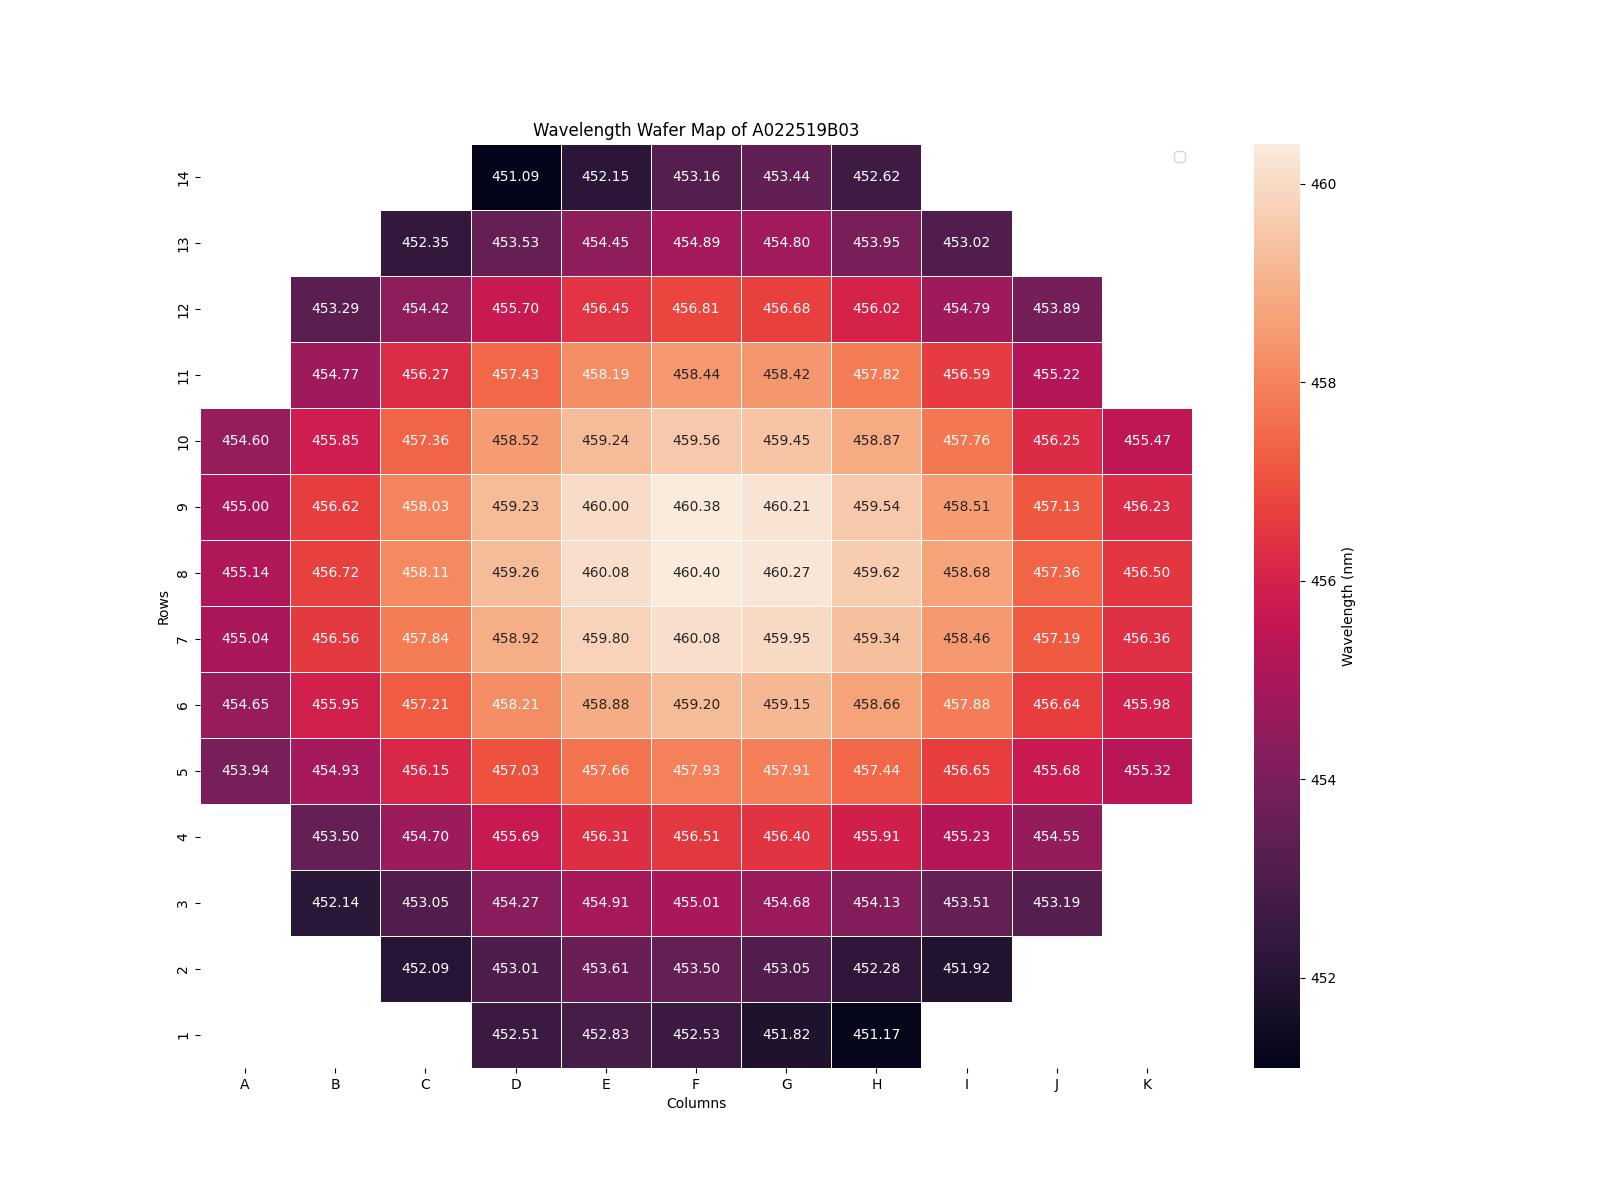 Wavelength Wafer Map of A022519B03
14 451.09 452.15 453.16 453.44 452.62
460
13 452.35 453.53 454.45 454.89 454.80 453.95 453.02
12 453.29 454.42 455.70 456.45 456.81 456.68 456.02 454.79 453.89
11 454.77 456.27 457.43 458.19 458.44 458.42 457.82 456.59 455.22
458
10 454.60 455.85 457.36 458.52 459.24 459.56 459.45 458.87 457.76 456.25 455.47
9 455.00 456.62 458.03 459.23 460.00 460.38 460.21 459.54 458.51 457.13 456.23
8 455.14 456.72 458.11 459.26 460.08 460.40 460.27 459.62 458.68 457.36 456.50
456
Rows
Wavelength (nm)
7 455.04 456.56 457.84 458.92 459.80 460.08 459.95 459.34 458.46 457.19 456.36
6 454.65 455.95 457.21 458.21 458.88 459.20 459.15 458.66 457.88 456.64 455.98
5 453.94 454.93 456.15 457.03 457.66 457.93 457.91 457.44 456.65 455.68 455.32
454
4 453.50 454.70 455.69 456.31 456.51 456.40 455.91 455.23 454.55
3 452.14 453.05 454.27 454.91 455.01 454.68 454.13 453.51 453.19
2 452.09 453.01 453.61 453.50 453.05 452.28 451.92
452
1 452.51 452.83 452.53 451.82 451.17
A B C D E F G H I J K
Columns